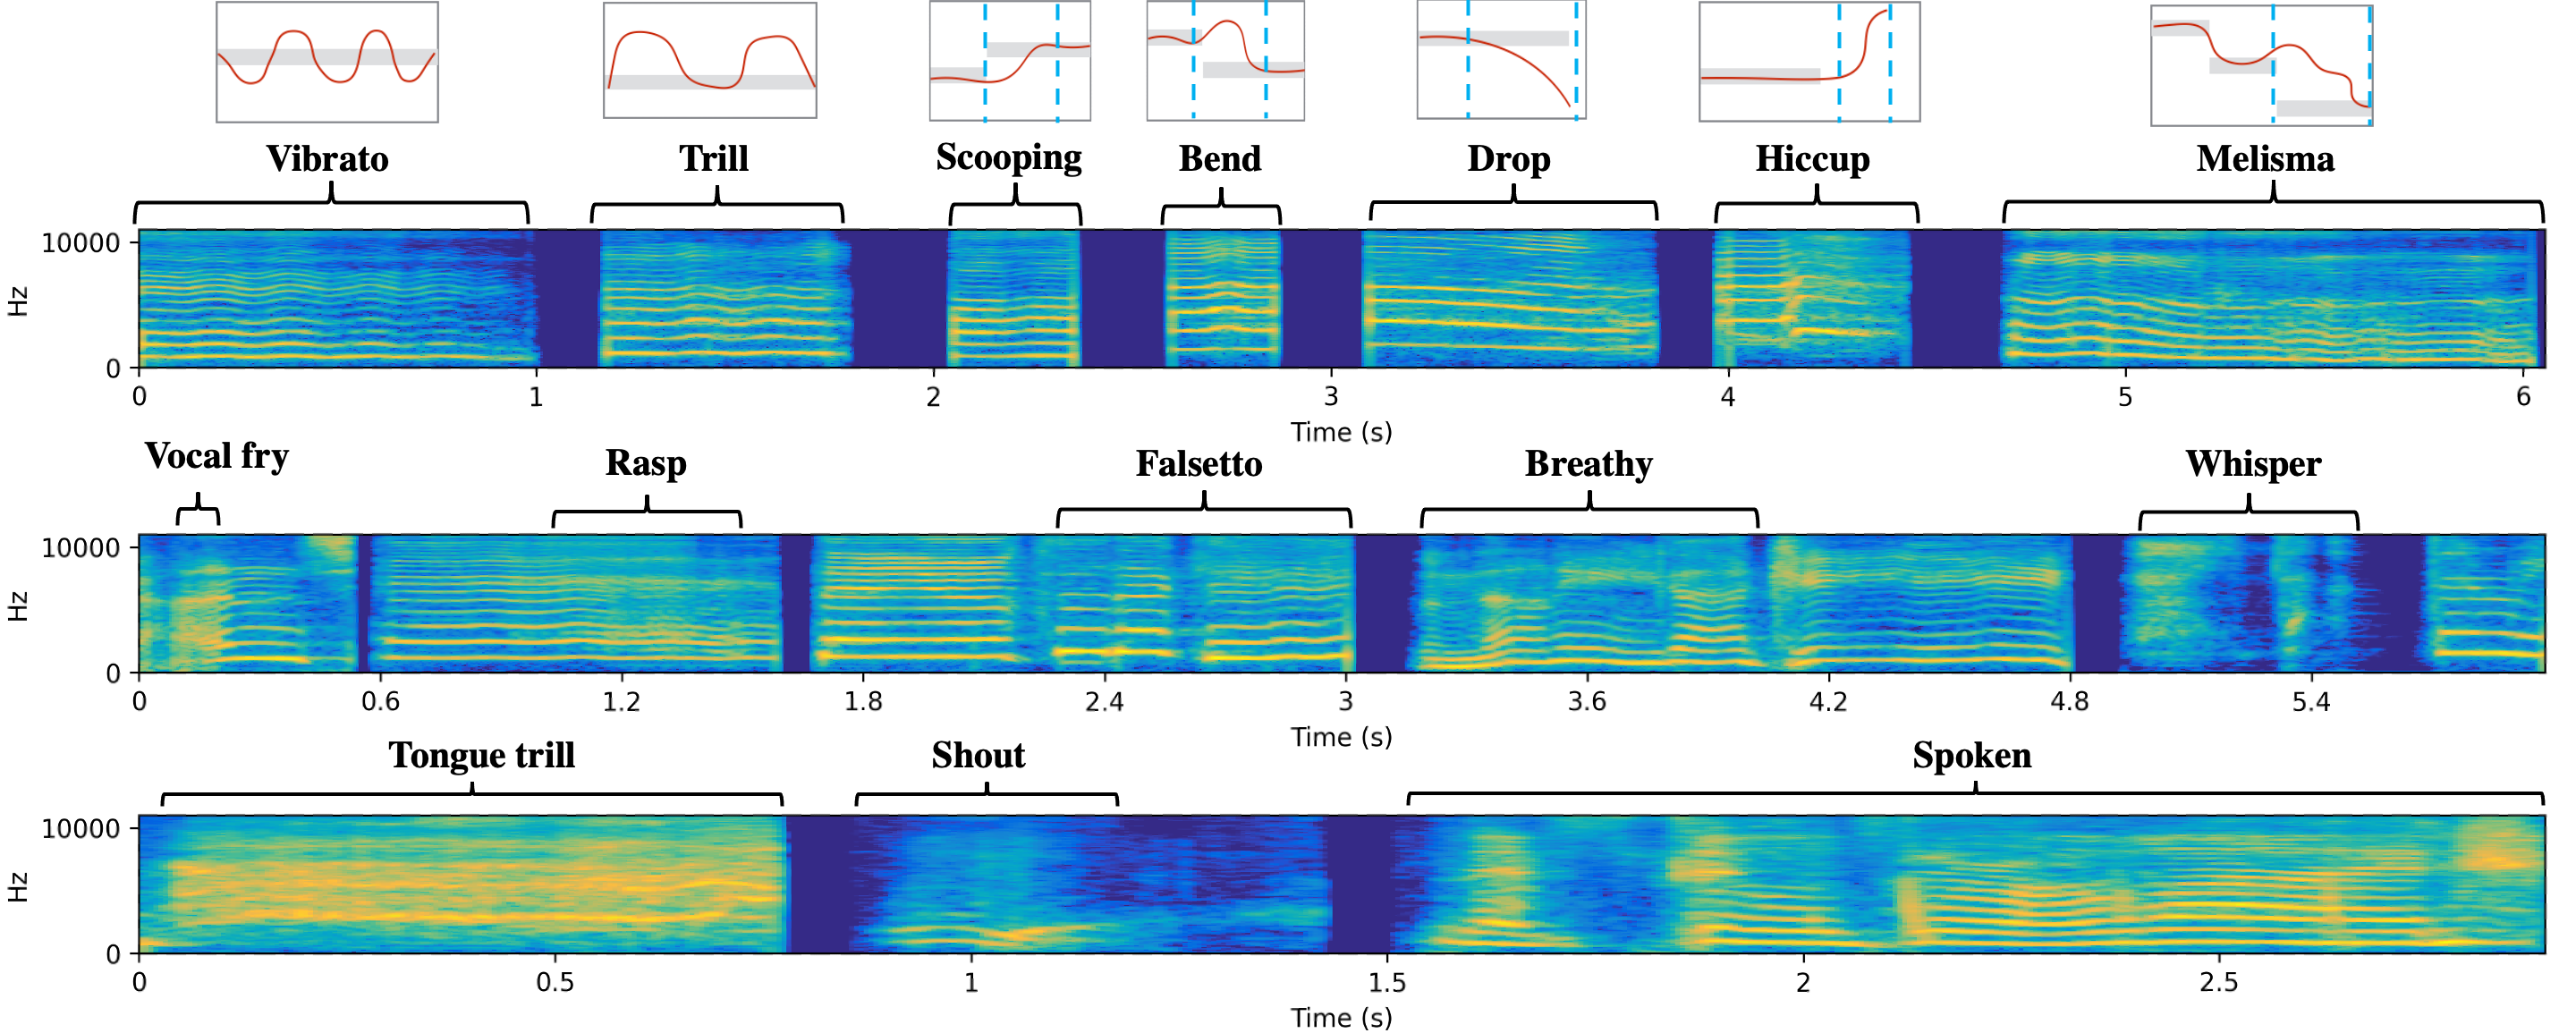 Vibrato Trill Scooping Bend Drop Hiccup Melisma
10000
Hz
0
0 1 2 3 4 5 6
Time (s)
Vocal fry Rasp Falsetto Breathy Whisper
10000
Hz
0
0 0.6 1.2 1.8 2.4 3 3.6 4.2 4.8 5.4
Time (s)
Tongue trill Shout Spoken
10000
Hz
0
0 0.5 1 1.5 2 2.5
Time (s)